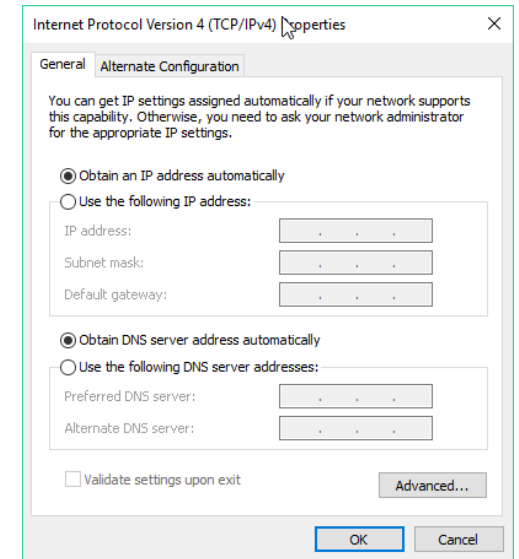 Internet Protocol Version 4 (TCP/IPv4) Properties
General
Alternate Configuration
You can get IP settings assigned automatically if your network supports
this capability. Otherwise, you need to ask your network administrator
for the appropriate IP settings.
Obtain an IP address automatically
Use the following IP address:
IP address:
Subnet mask:
Default gateway:
Obtain DNS server address automatically
Use the following DNS server addresses:
Preferred DNS server:
Alternate DNS server:
Validate settings upon exit
Advanced...
OK
Cancel